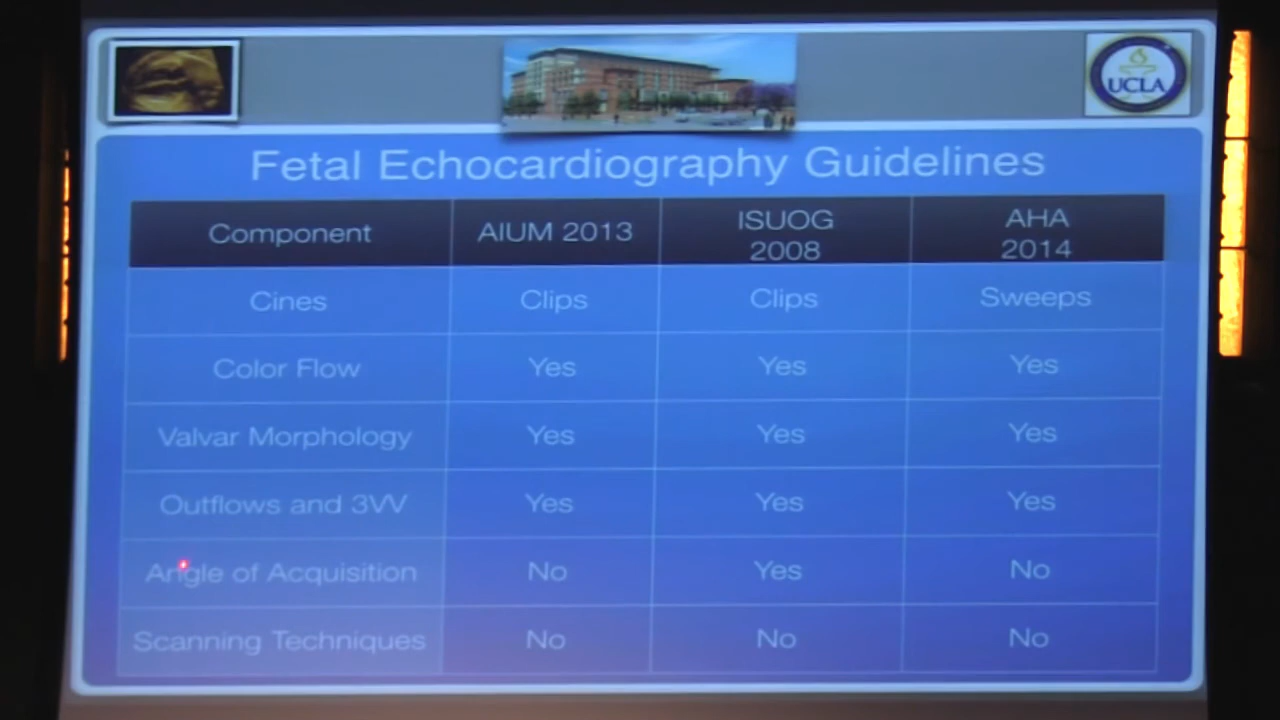 UCLA
Fetal Echocardiography Guidelines
Component AIUM 2013 ISUOG 2008 AHA 2014
Cines Clips Clips Sweeps
Color Flow Yes Yes Yes
Valvar Morphology Yes Yes Yes
Outflows and 3VV Yes Yes Yes
Angle of Acquisition No Yes No
Scanning Techniques No No No